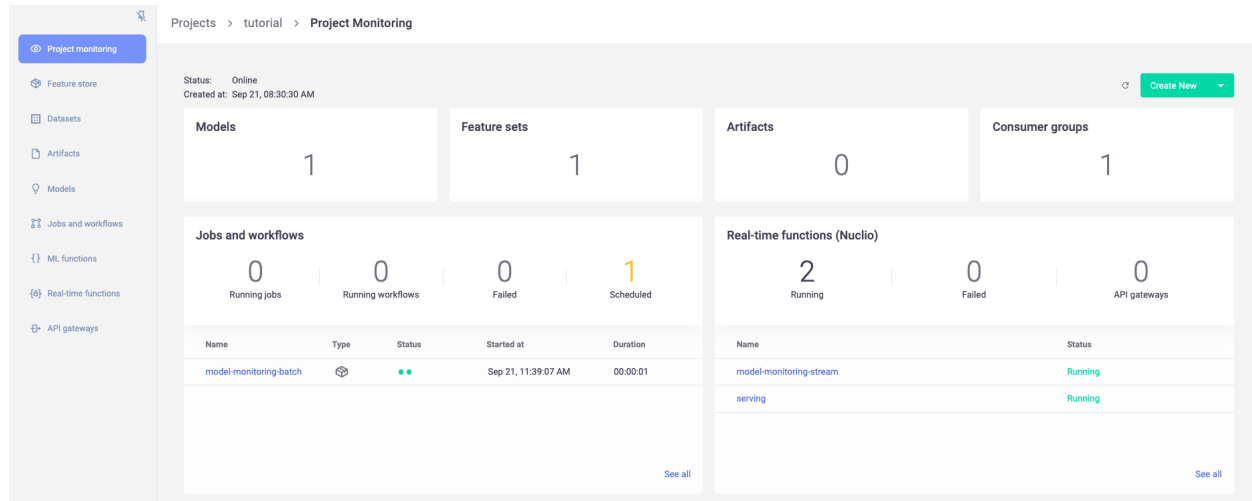 Projects > tutorial > Project Monitoring
Project monitoring
Feature store
Datasets
Artifacts
Models
Jobs and workflows
ML functions
Real-time functions
API gateways
Status: Online
Created at: Sep 21, 08:30:30 AM
Create New
Models
1
Feature sets
1
Artifacts
0
Consumer groups
1
Jobs and workflows
0 0 0 1
Running jobs Running workflows Failed Scheduled
Name Type Status Started at Duration
model-monitoring-batch Sep 21, 11:39:07 AM 00:00:01
See all
Real-time functions (Nuclio)
2 0 0
Running Failed API gateways
Name Status
model-monitoring-stream Running
serving Running
See all